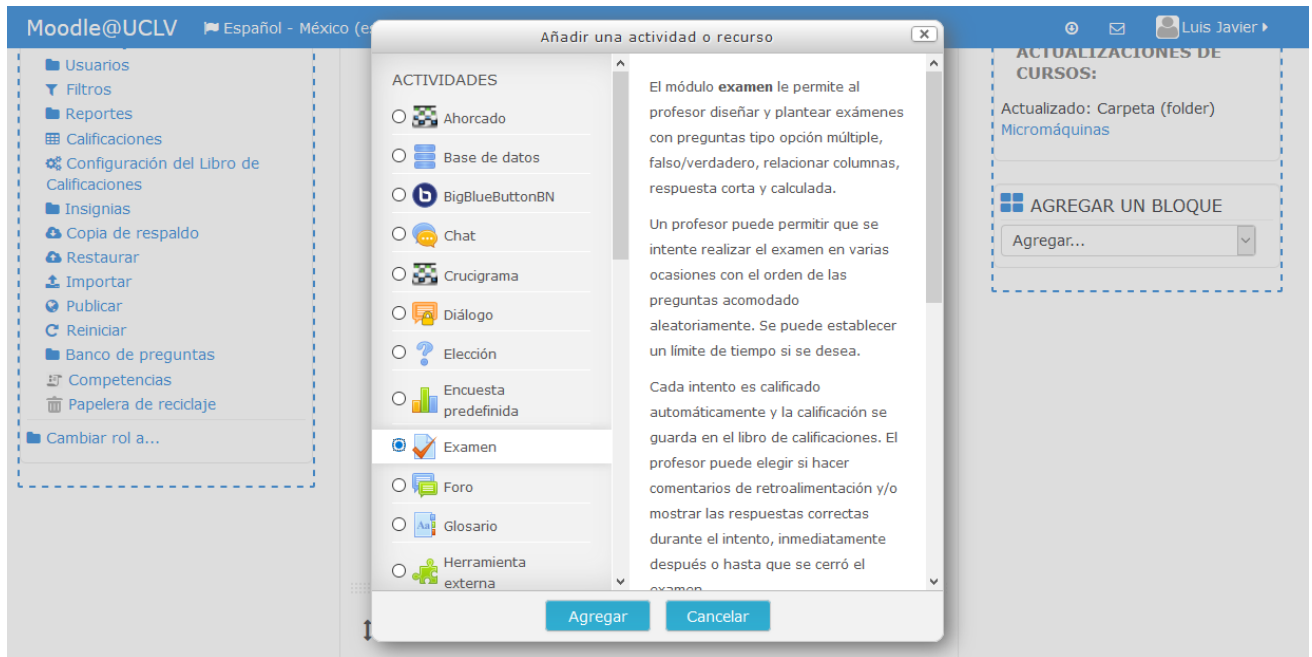 Moodle@UCLV
Español - México (es
Luis Javier
Usuarios
Filtros
Reportes
Calificaciones
Configuración del Libro de
Calificaciones
Insignias
Copia de respaldo
Restaurar
Importar
Publicar
Reiniciar
Banco de preguntas
Competencias
Papelera de reciclaje
Cambiar rol a...
Añadir una actividad o recurso
ACTIVIDADES
Ahorcado
Base de datos
BigBlueButtonBN
Chat
Crucigrama
Diálogo
Elección
Encuesta
predefinida
Examen
Foro
Glosario
Herramienta
externa
El módulo examen le permite al
profesor diseñar y plantear exámenes
con preguntas tipo opción múltiple,
falso/verdadero, relacionar columnas,
respuesta corta y calculada.
Un profesor puede permitir que se
intente realizar el examen en varias
ocasiones con el orden de las
preguntas acomodado
aleatoriamente. Se puede establecer
un límite de tiempo si se desea.
Cada intento es calificado
automáticamente y la calificación se
guarda en el libro de calificaciones. El
profesor puede elegir si hacer
comentarios de retroalimentación y/o
mostrar las respuestas correctas
durante el intento, inmediatamente
después o hasta que se cerró el
examen
Agregar
Cancelar
ACTUALIZACIONES DE
CURSOS:
Actualizado: Carpeta (folder)
Micromáquinas
AGREGAR UN BLOQUE
Agregar...